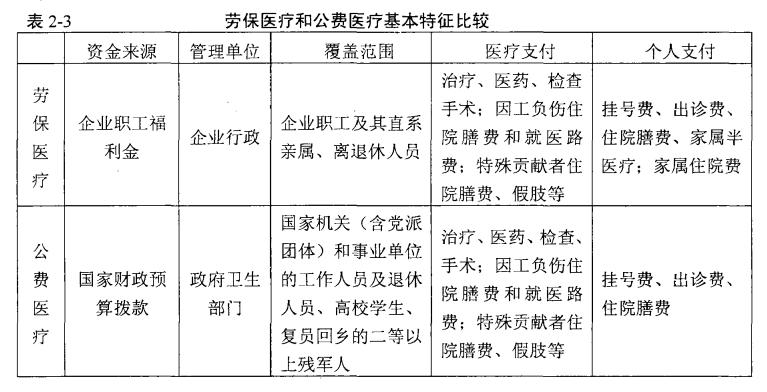 表 2-3 劳保医疗和公费医疗基本特征比较
资金来源 管理单位 覆盖范围 医疗支付 个人支付
劳保医疗
企业职工福
利金
企业行政
企业职工及其直系
亲属、离退休人员
治疗、医药、检查
手术；因工负伤住
院膳费和就医路
费；特殊贡献者住
院膳费、假肢等
挂号费、出诊费、
住院膳费、家属半
医疗；家属住院费
公费医疗
国家财政预
算拨款
政府卫生
部门
国家机关（含党派
团体）和事业单位
的工作人员及退休
人员、高校学生、
复员回乡的二等以
上残军人
治疗、医药、检查、
手术；因工负伤住
院膳费和就医路
费；特殊贡献者住
院膳费、假肢等
挂号费、出诊费、
住院膳费